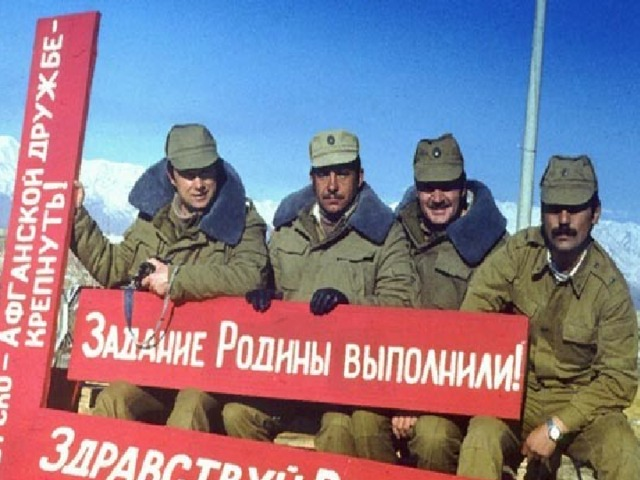 АФГАНСКОЙ ДРУЖБЕ-
КРЕПНУТЬ!
ЗАДАНИЕ РОДИНЫ ВЫПОЛНИЛИ!
ЗДРАВСТВУЙ